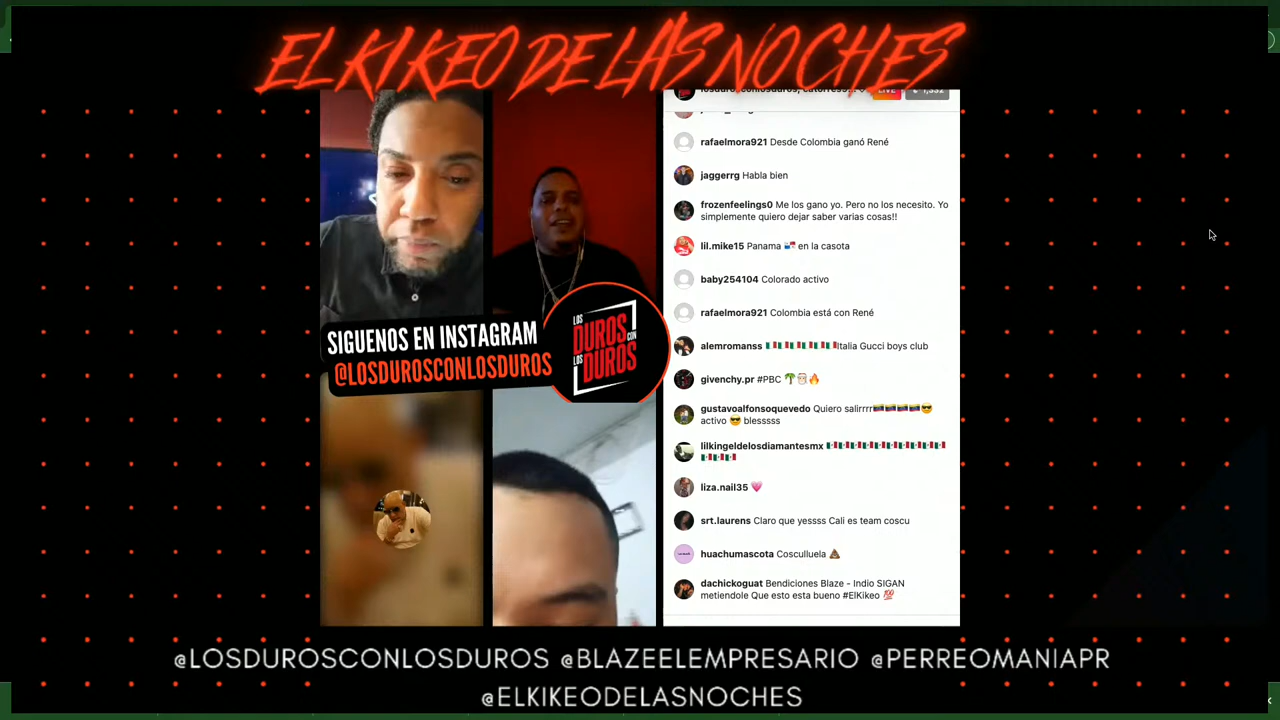 EL KIKEO DE LAS NOCHES
LIVE
rafaelmora921 Desde Colombia ganó René
jaggerrg Habla bien
frozenfeelings0 Me los gano yo. Pero no los necesito. Yo
simplemente quiero dejar saber varias cosas!!
lil.mike15 Panama 🇵🇦 en la casota
baby254104 Colorado activo
rafaelmora921 Colombia está con René
alemromanss 🇲🇽🇲🇽🇲🇽🇲🇽🇲🇽🇲🇽Italia Gucci boys club
givenchy.pr #PBC 🌴🎅🏻🔥
gustavoalfonsoquevedo Quiero salirrrr🇻🇪🇻🇪🇻🇪🇻🇪😎
activo 😎 blesssss
lilkingeldelosdiamantesmx 🇲🇽🇲🇽🇲🇽🇲🇽🇲🇽🇲🇽🇲🇽🇲🇽🇲🇽
🇲🇽🇲🇽🇲🇽
liza.nail35 💗
srt.laurens Claro que yessss Cali es team coscu
huachumascota Cosculluela 💩
dachickoguat Bendiciones Blaze - Indio SIGAN
metiendole Que esto esta bueno #ElKikeo 💯
SIGUENOS EN INSTAGRAM
@LOSDUROSCONLOSDUROS
LOS
DUROS
CON
LOS
DUROS
@LOSDUROSCONLOSDUROS @BLAZEELEMPRESARIO @PERREOMANIAPR
@ELKIKEODELASNOCHES